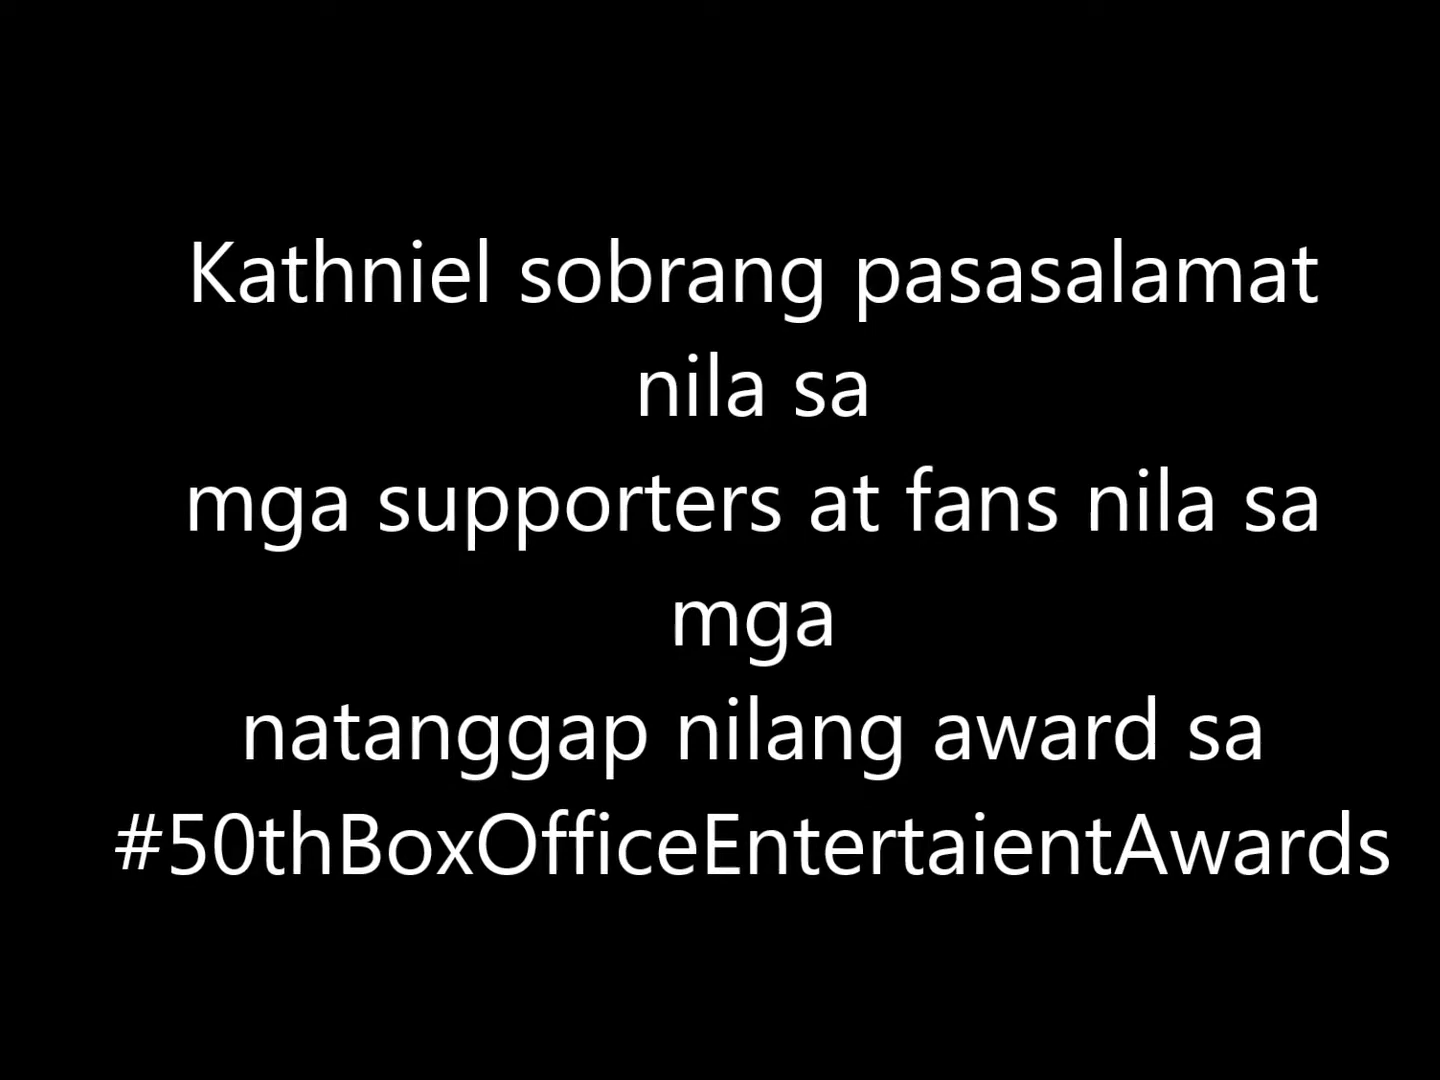 Kathniel sobrang pasasalamat
nila sa
mga supporters at fans nila sa
mga
natanggap nilang award sa
#50thBoxOfficeEntertaientAwards